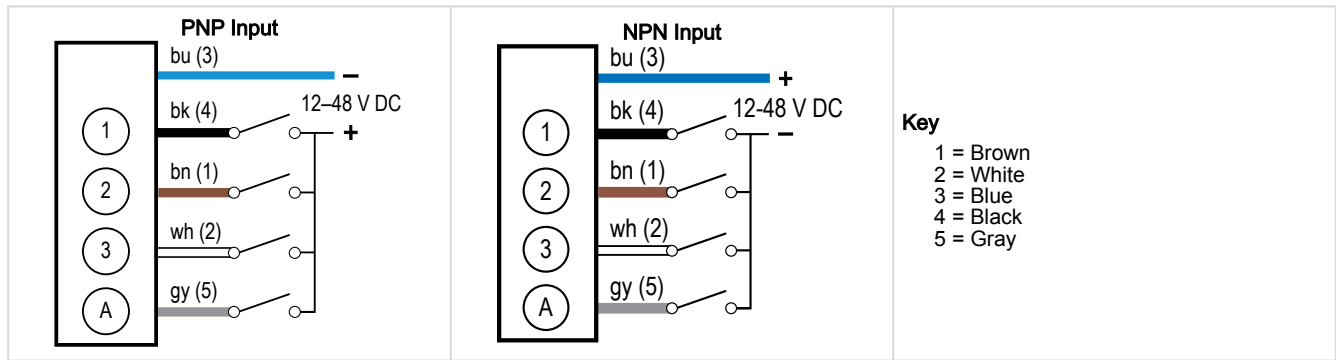 PNP Input
bu (3)
–
bk (4)
12–48 V DC
+
1
bn (1)
2
wh (2)
3
gy (5)
A
NPN Input
bu (3)
+
bk (4)
12-48 V DC
–
1
bn (1)
2
wh (2)
3
gy (5)
A
Key
1 = Brown
2 = White
3 = Blue
4 = Black
5 = Gray